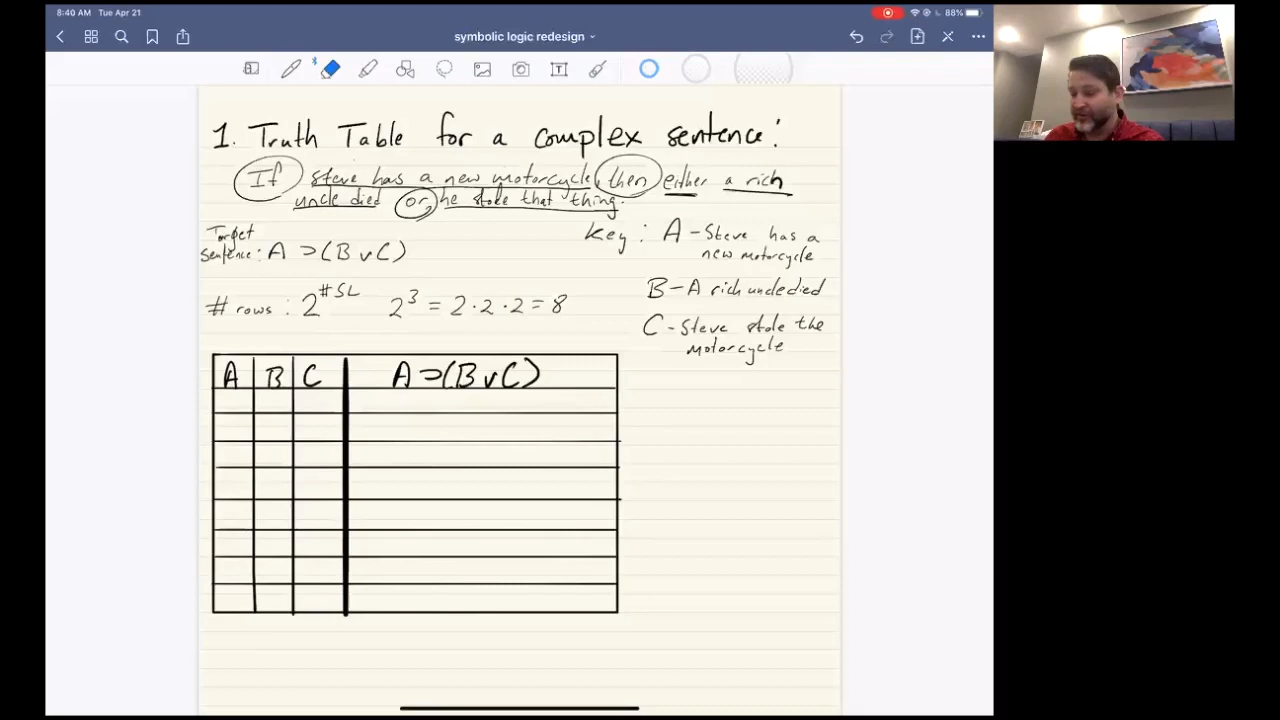 8:40 AM Tue Apr 21
88%
symbolic logic redesign
1. Truth Table for a complex sentence:
If Steve has a new motorcycle, then either a rich
uncle died or he stole that thing.
Target
sentence: A ⊃ (B v C)
Key: A - Steve has a
new motorcycle
B - A rich uncle died
C - Steve stole the
motorcycle
# rows: 2^#SL 2^3 = 2 · 2 · 2 = 8
A B C A ⊃ (B v C)